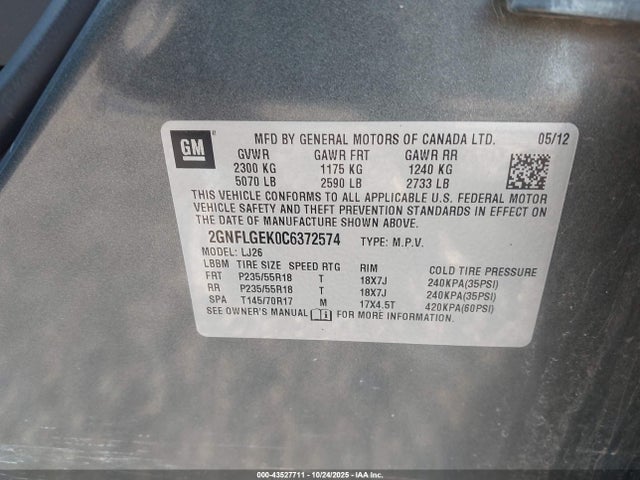 GM
MFD BY GENERAL MOTORS OF CANADA LTD. 05/12
GVWR GAWR FRT GAWR RR
2300 KG 1175 KG 1240 KG
5070 LB 2590 LB 2733 LB
THIS VEHICLE CONFORMS TO ALL APPLICABLE U.S. FEDERAL MOTOR
VEHICLE SAFETY AND THEFT PREVENTION STANDARDS IN EFFECT ON
THE DATE OF MANUFACTURE SHOWN ABOVE.
2GNFLGEK0C6372574 TYPE: M.P.V.
MODEL: LJ26
LBBM TIRE SIZE SPEED RTG RIM COLD TIRE PRESSURE
FRT P235/55R18 T 18X7J 240KPA(35PSI)
RR P235/55R18 T 18X7J 240KPA(35PSI)
SPA T145/70R17 M 17X4.5T 420KPA(60PSI)
SEE OWNER'S MANUAL FOR MORE INFORMATION.
000-43527711 - 10/24/2025 - IAA Inc.